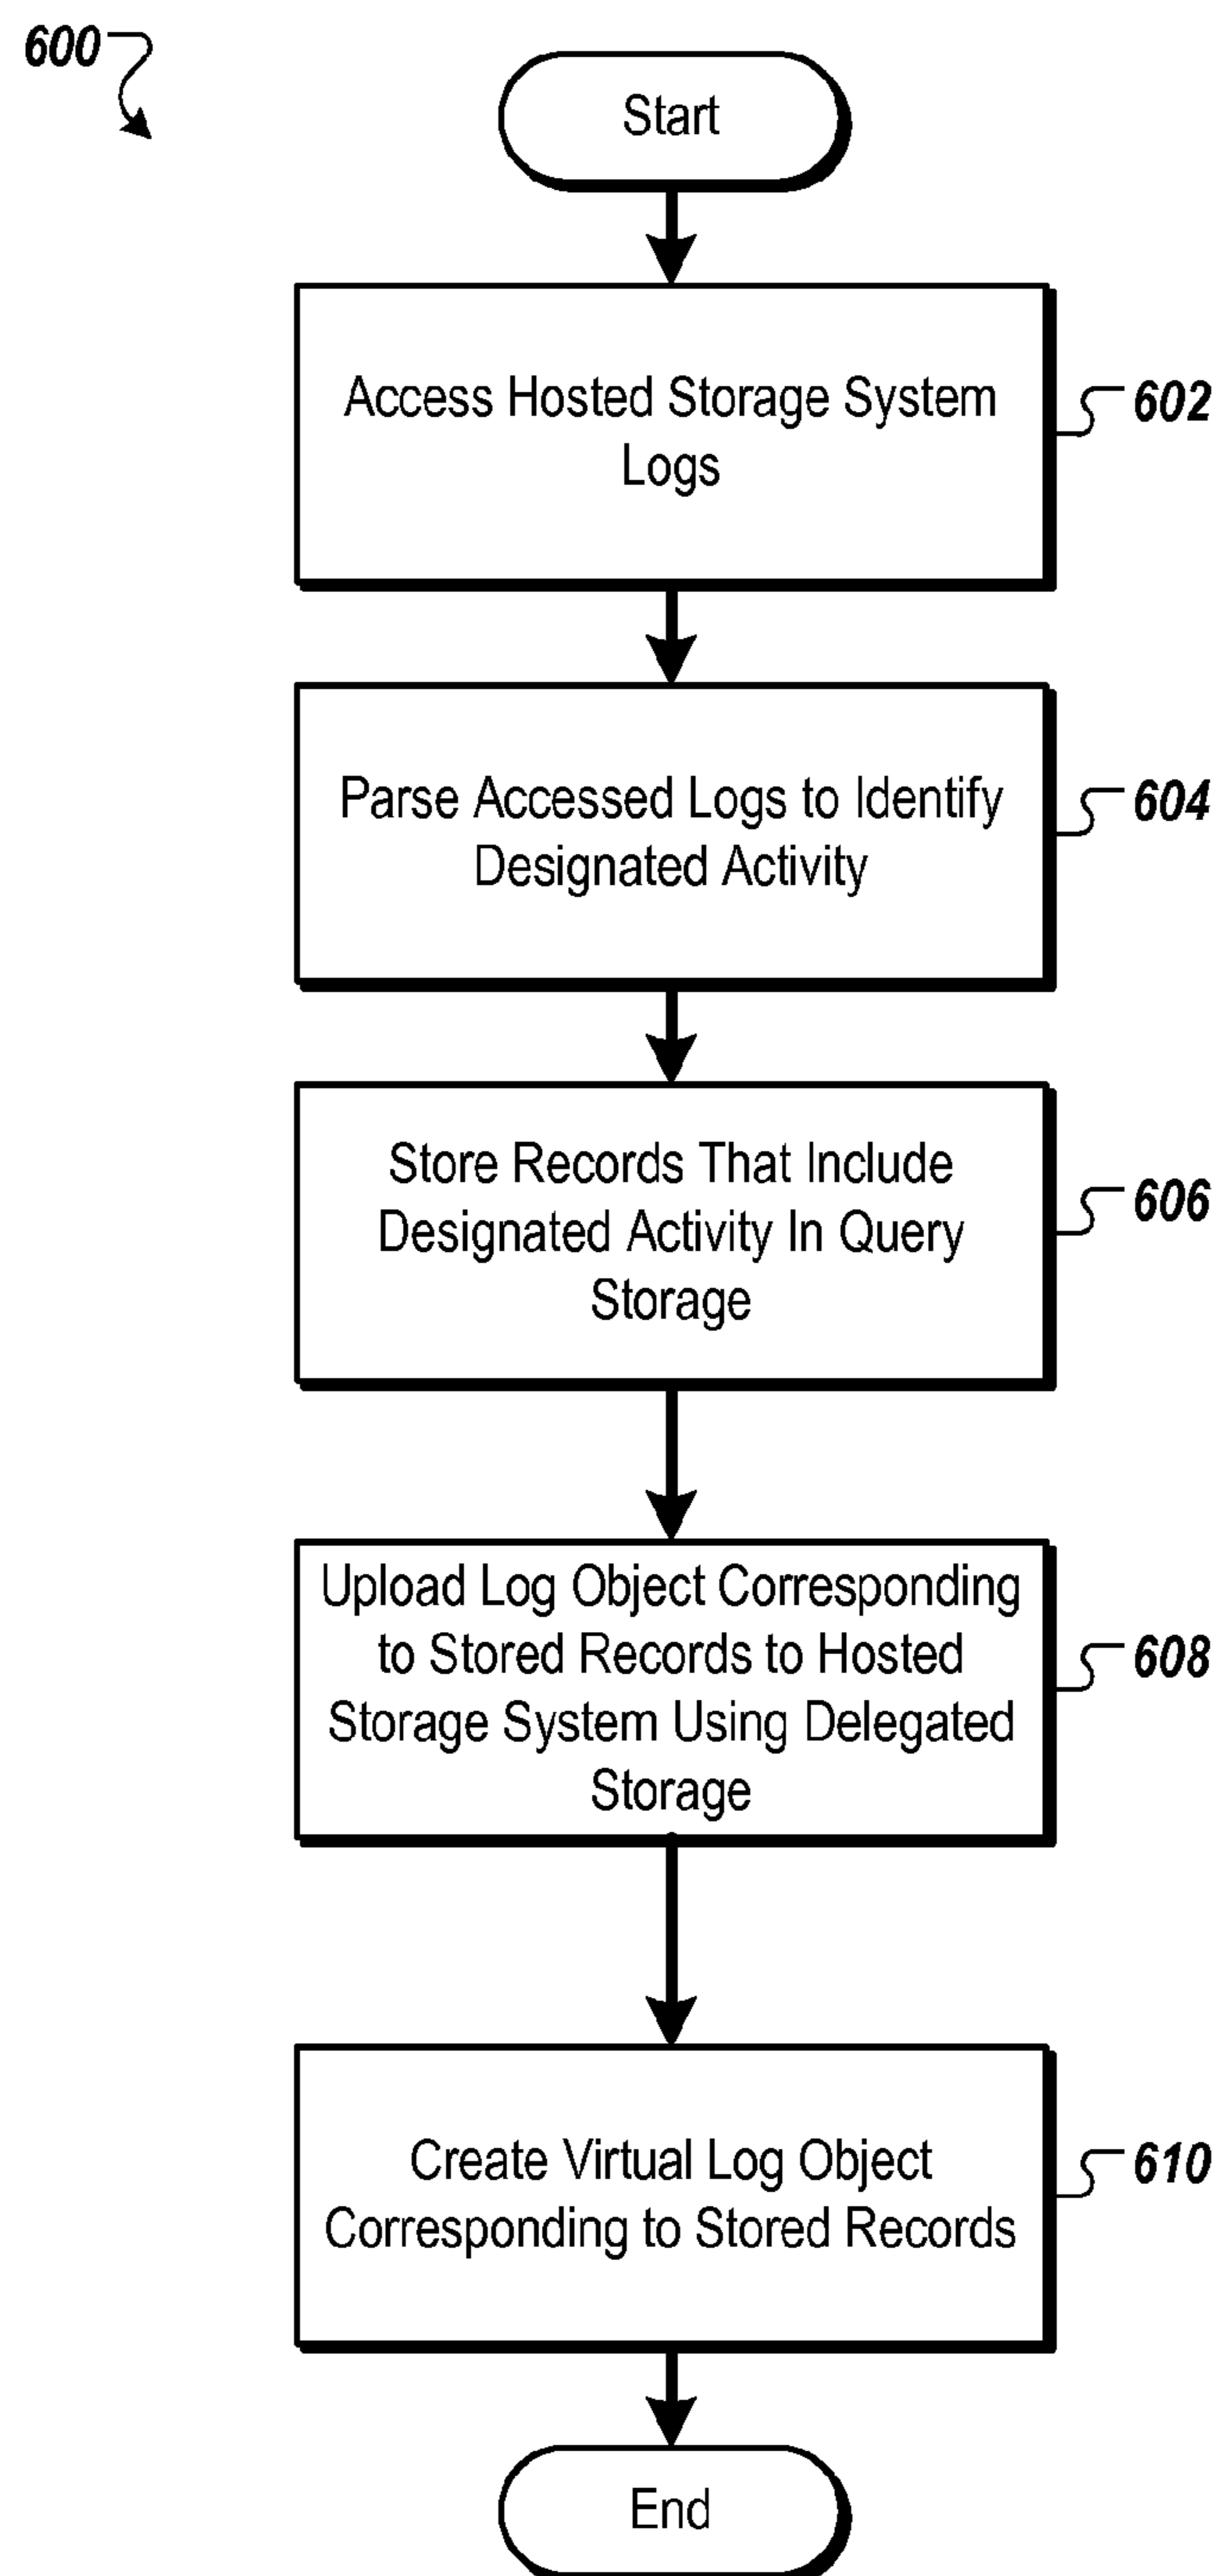 600
Start
Access Hosted Storage System
Logs
602
Parse Accessed Logs to Identify
Designated Activity
604
Store Records That Include
Designated Activity In Query
Storage
606
Upload Log Object Corresponding
to Stored Records to Hosted
Storage System Using Delegated
Storage
608
Create Virtual Log Object
Corresponding to Stored Records
610
End